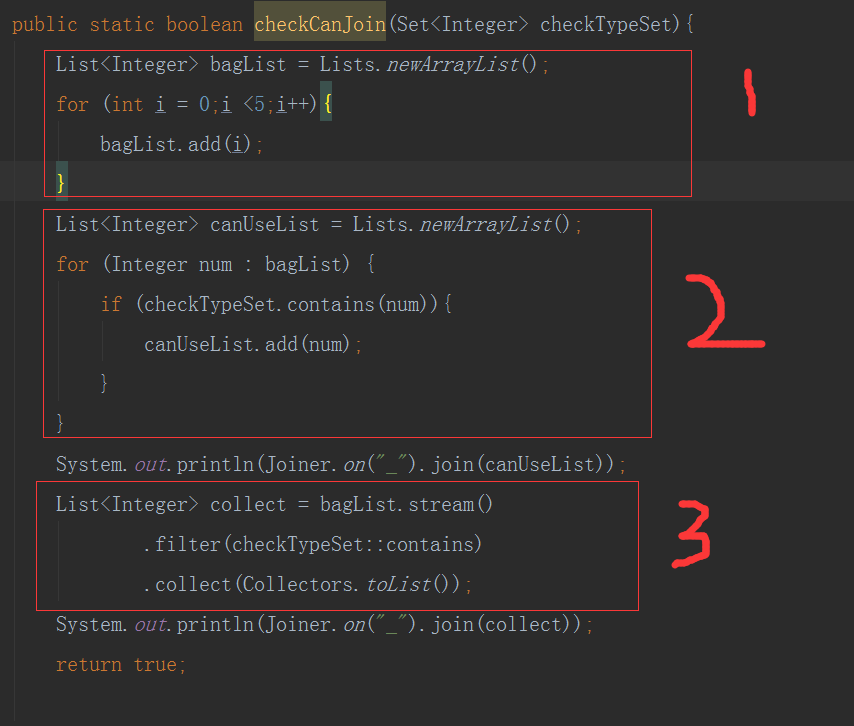 public static boolean checkCanJoin(Set<Integer> checkTypeSet){
List<Integer> bagList = Lists.newArrayList();
for (int i = 0;i <5;i++){
bagList.add(i);
}
1
List<Integer> canUseList = Lists.newArrayList();
for (Integer num : bagList) {
if (checkTypeSet.contains(num)){
canUseList.add(num);
}
}
2
System.out.println(Joiner.on("_").join(canUseList));
List<Integer> collect = bagList.stream()
.filter(checkTypeSet::contains)
.collect(Collectors.toList());
3
System.out.println(Joiner.on("_").join(collect));
return true;